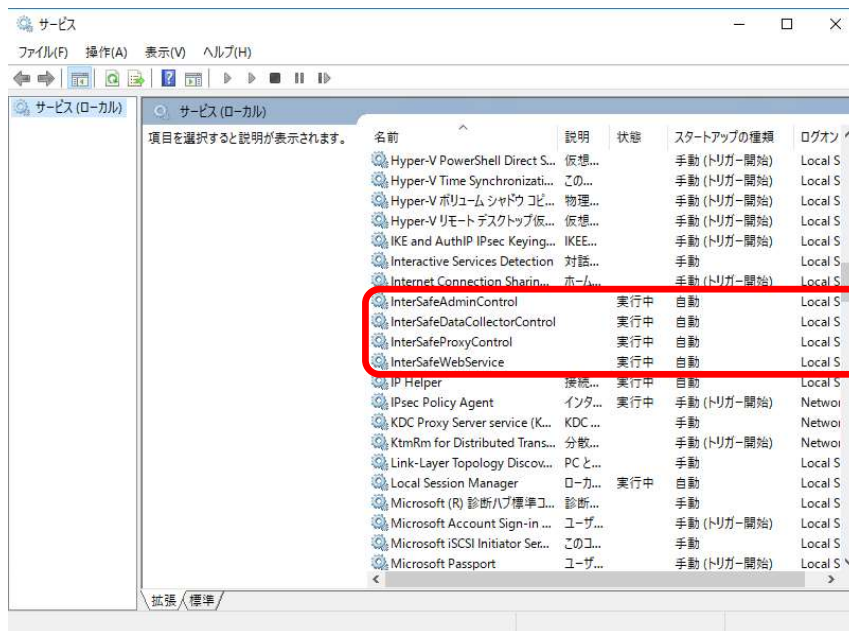 サービス
ファイル(F) 操作(A) 表示(V) ヘルプ(H)
サービス (ローカル)
サービス (ローカル)
項目を選択すると説明が表示されます。
名前 説明 状態 スタートアップの種類 ログオン
Hyper-V PowerShell Direct S... 仮想... 手動 (トリガー開始) Local S
Hyper-V Time Synchronizati... この... 手動 (トリガー開始) Local S
Hyper-V ボリューム シャドウ コピ... 物理... 手動 (トリガー開始) Local S
Hyper-V リモート デスクトップ仮... 仮想... 手動 (トリガー開始) Local S
IKE and AuthIP IPsec Keying... IKEE... 手動 (トリガー開始) Local S
Interactive Services Detection 対話... 手動 Local S
Internet Connection Sharin... ホーム... 手動 (トリガー開始) Local S
InterSafeAdminControl 実行中 自動 Local S
InterSafeDataCollectorControl 実行中 自動 Local S
InterSafeProxyControl 実行中 自動 Local S
InterSafeWebService 実行中 自動 Local S
IP Helper 接続... 実行中 自動 Local S
IPsec Policy Agent インタ... 実行中 手動 (トリガー開始) Networ
KDC Proxy Server service (K... KDC ... 手動 Networ
KtmRm for Distributed Trans... 分散... 手動 (トリガー開始) Networ
Link-Layer Topology Discov... PC と... 手動 Local S
Local Session Manager ローカ... 実行中 自動 Local S
Microsoft (R) 診断ハブ標準コ... 診断... 手動 Local S
Microsoft Account Sign-in ... ユーザ... 手動 (トリガー開始) Local S
Microsoft iSCSI Initiator Ser... このコ... 手動 Local S
Microsoft Passport ユーザ... 手動 (トリガー開始) Local S
拡張 標準